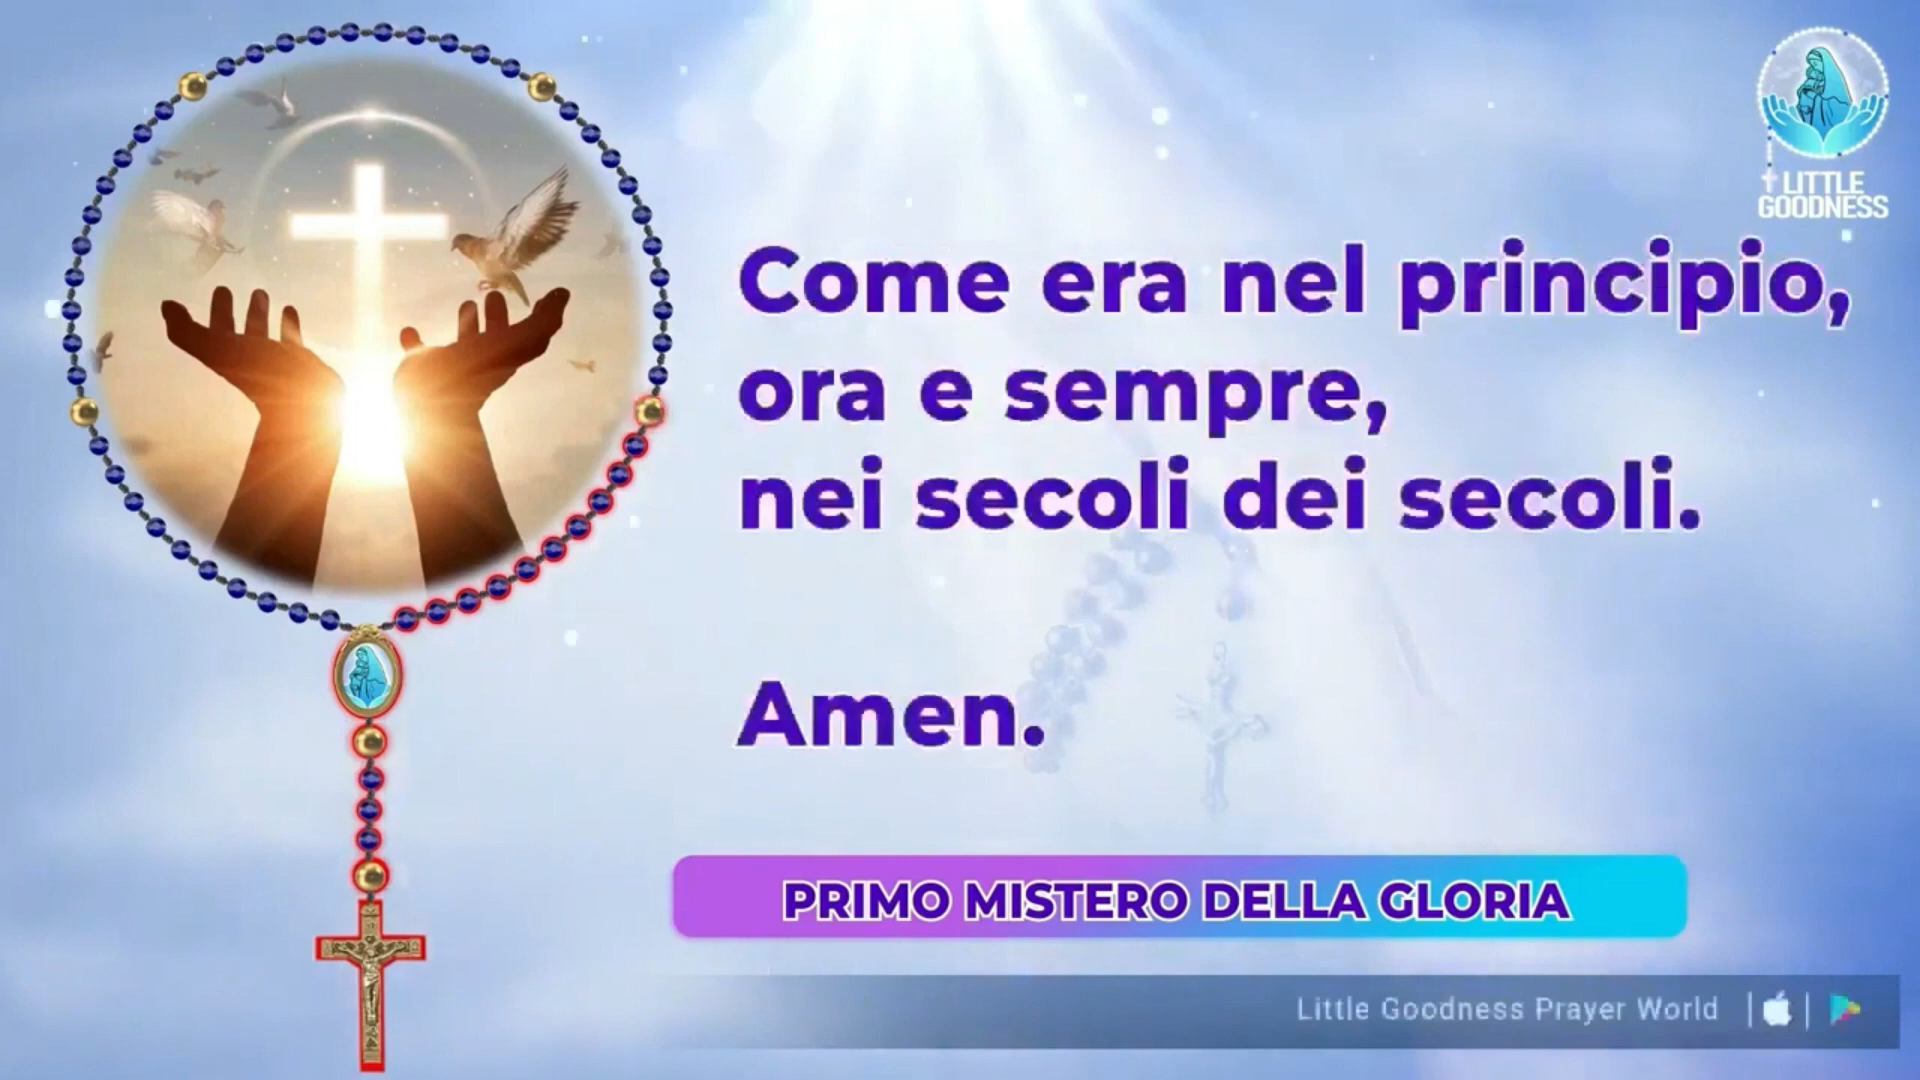 LITTLE
GOODNESS
Come era nel principio,
ora e sempre,
nei secoli dei secoli.
Amen.
PRIMO MISTERO DELLA GLORIA
Little Goodness Prayer World